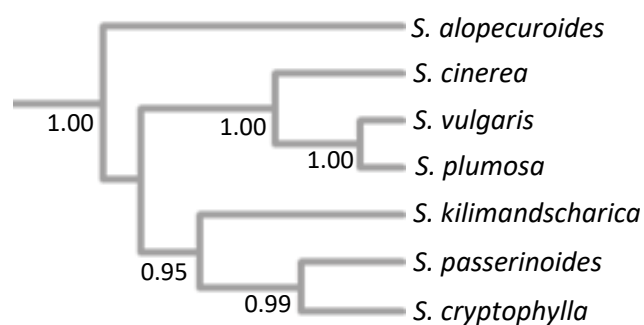 S. alopecuroides
S. cinerea
1.00
1.00
S. vulgaris
1.00
S. plumosa
S. kilimandscharica
0.95
S. passerinoides
0.99
S. cryptophylla